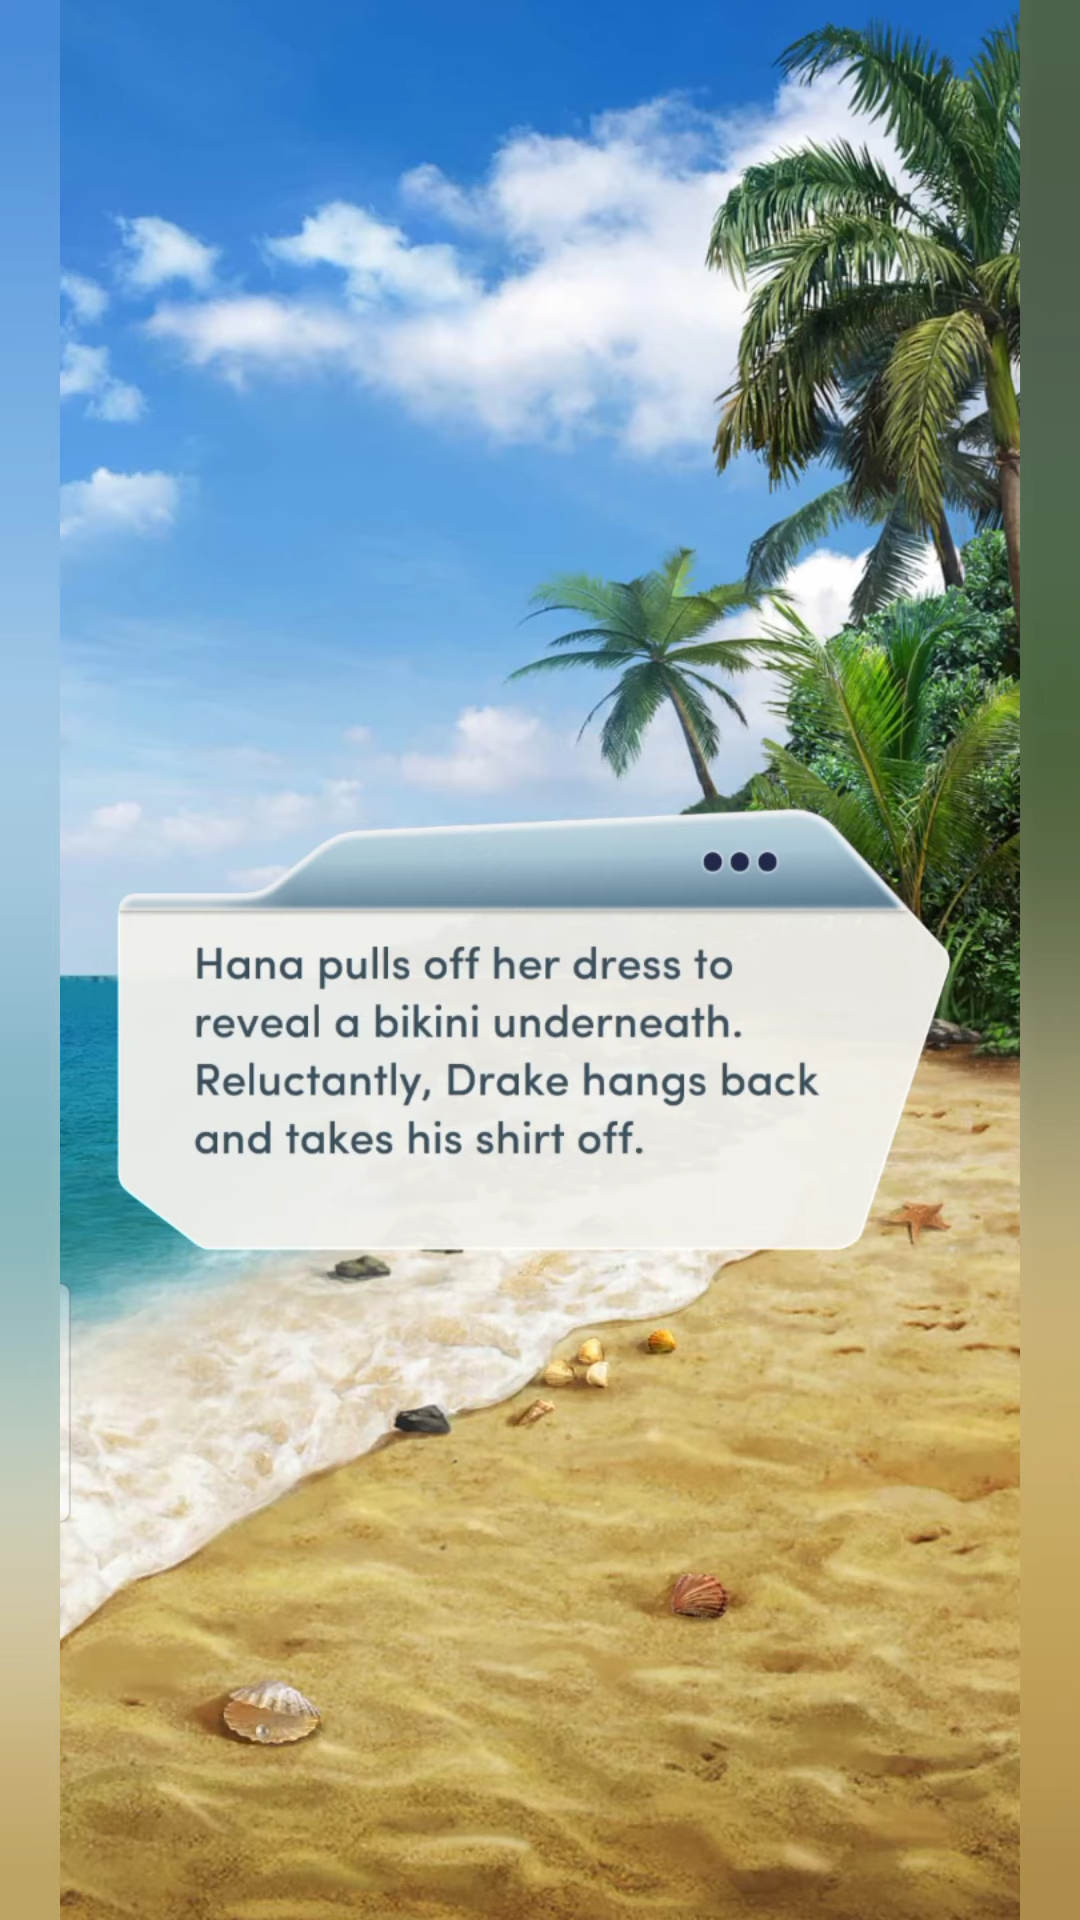 Hana pulls off her dress to
reveal a bikini underneath.
Reluctantly, Drake hangs back
and takes his shirt off.